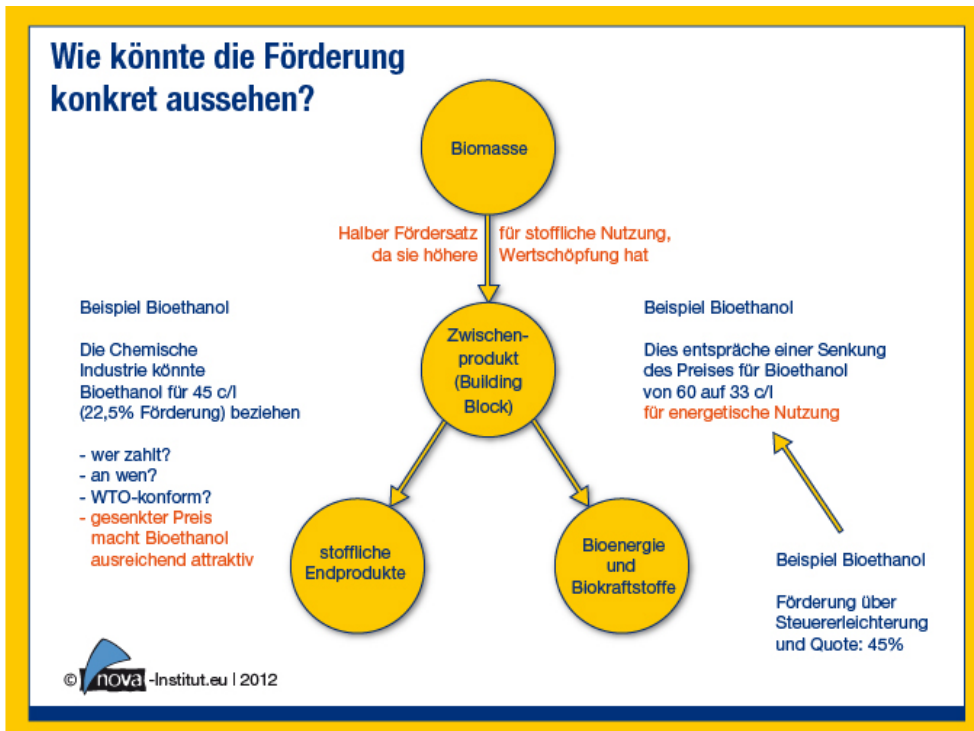 Wie könnte die Förderung
konkret aussehen?
Biomasse
Halber Fördersatz für stoffliche Nutzung,
da sie höhere Wertschöpfung hat
Beispiel Bioethanol
Die Chemische
Industrie könnte
Bioethanol für 45 c/l
(22,5% Förderung) beziehen
- wer zahlt?
- an wen?
- WTO-konform?
- gesenkter Preis
macht Bioethanol
ausreichend attraktiv
Zwischen-
produkt
(Building
Block)
Beispiel Bioethanol
Dies entspräche einer Senkung
des Preises für Bioethanol
von 60 auf 33 c/l
für energetische Nutzung
stoffliche
Endprodukte
Bioenergie
und
Biokraftstoffe
Beispiel Bioethanol
Förderung über
Steuererleichterung
und Quote: 45%
© nova-Institut.eu | 2012